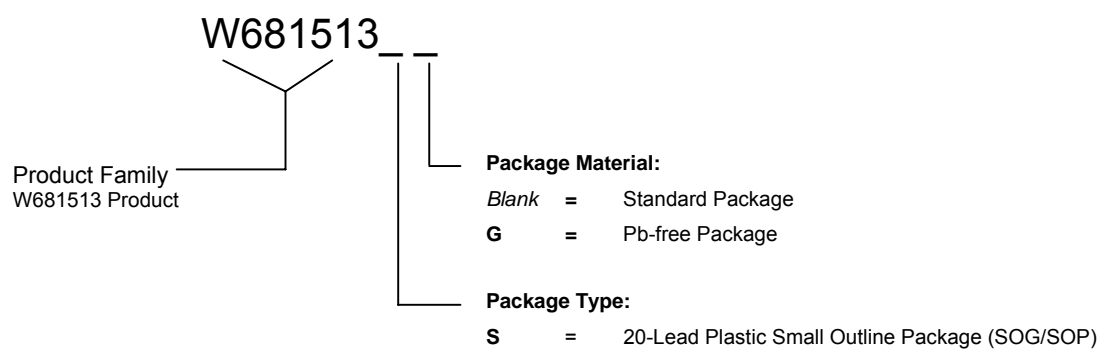 W681513_ _
Product Family
W681513 Product
Package Material:
Blank = Standard Package
G = Pb-free Package
Package Type:
S = 20-Lead Plastic Small Outline Package (SOG/SOP)